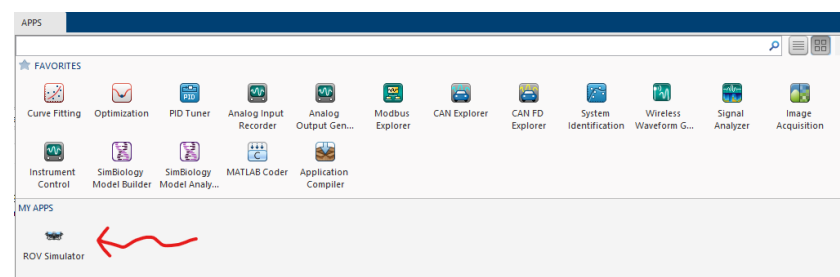 APPS
FAVORITES
Curve Fitting Optimization PID Tuner Analog Input Recorder Analog Output Gen... Modbus Explorer CAN Explorer CAN FD Explorer System Identification Wireless Waveform G... Signal Analyzer Image Acquisition
PID
Instrument Control SimBiology Model Builder SimBiology Model Analy... MATLAB Coder Application Compiler
C
MY APPS
ROV Simulator